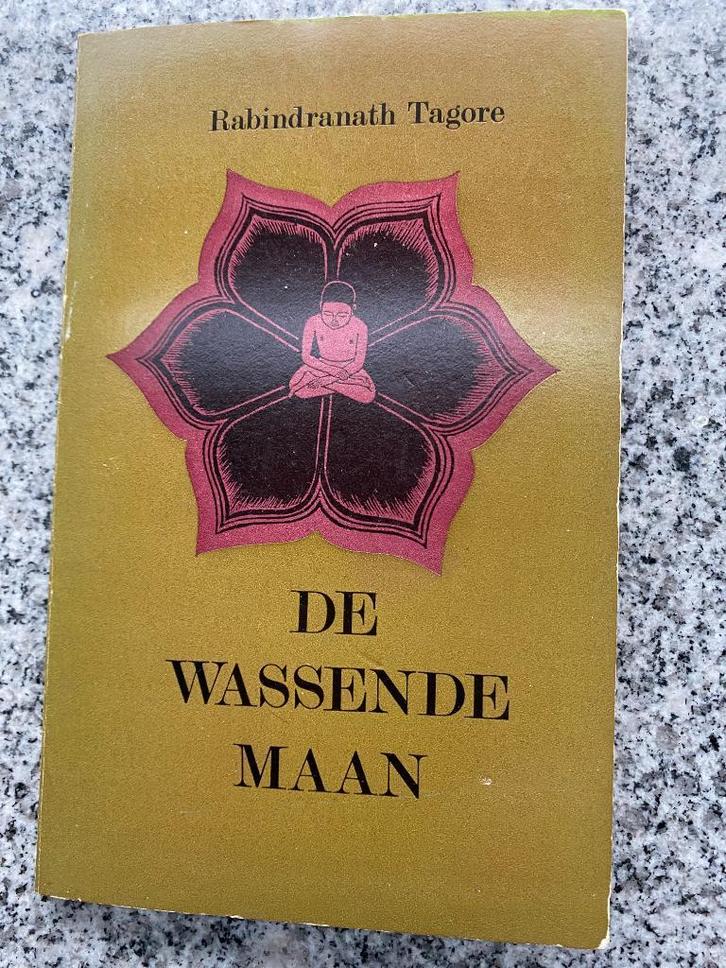 Rabindranath Tagore
DE
WASSENDE
MAAN